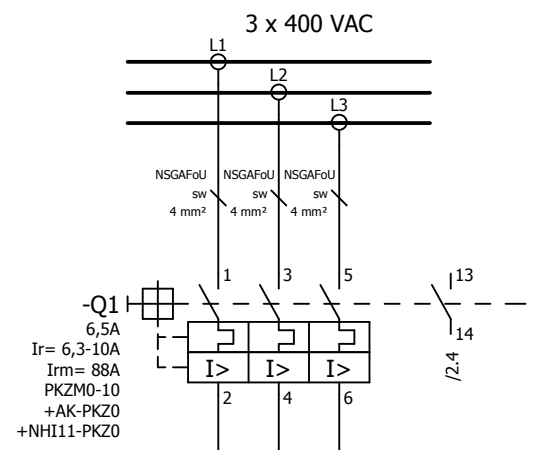 3 x 400 VAC
L1
L2
L3
NSGAFoU NSGAFoU NSGAFoU
sw sw sw
4 mm² 4 mm² 4 mm²
1 3 5 13
-Q1
14
6,5A
Ir= 6,3-10A
Irm= 88A
PKZM0-10
+AK-PKZ0
+NHI11-PKZ0
I> I> I>
2 4 6
/2.4